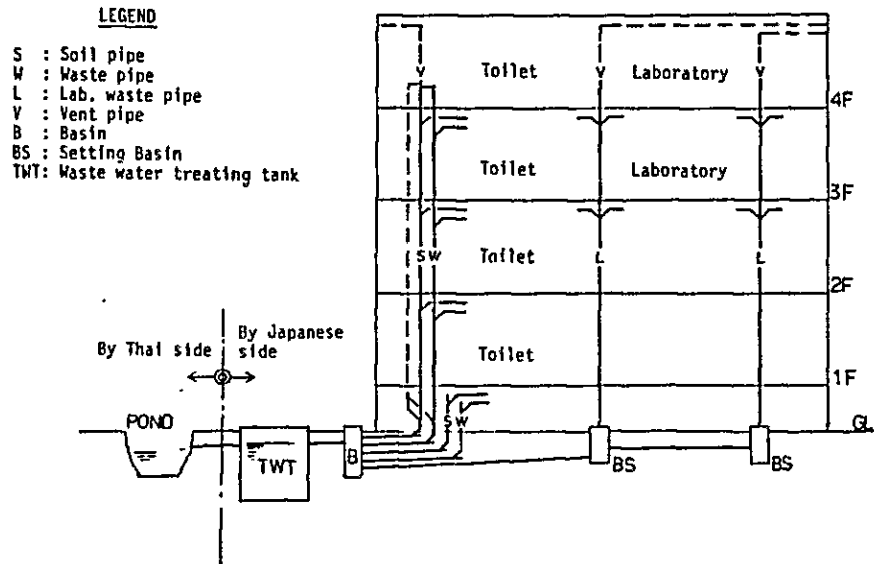 LEGEND
S : Soil pipe
W : Waste pipe
L : Lab. waste pipe
V : Vent pipe
B : Basin
BS : Setting Basin
TWT: Waste water treating tank
V Toilet V Laboratory V
4F
Toilet Laboratory
3F
S W Toilet L L
2F
By Thai side By Japanese side
Toilet
1F
POND S W GL
TWT B BS BS